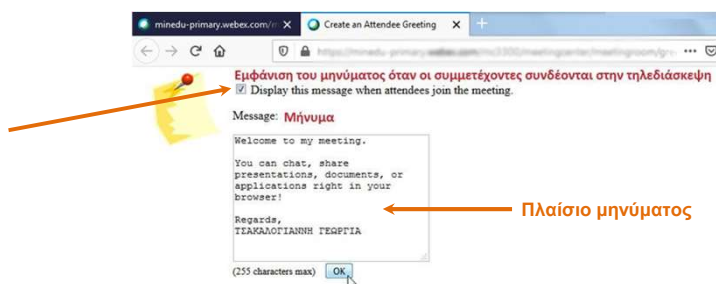 minedu-primary.webex.com/m
Create an Attendee Greeting
Εμφάνιση του μηνύματος όταν οι συμμετέχοντες συνδέονται στην τηλεδιάσκεψη
Display this message when attendees join the meeting.
Message: Μήνυμα
Welcome to my meeting.
You can chat, share
presentations, documents, or
applications right in your
browser!
Regards,
ΤΣΑΚΑΛΟΓΙΑΝΝΗ ΓΕΩΡΓΙΑ
Πλαίσιο μηνύματος
(255 characters max) OK